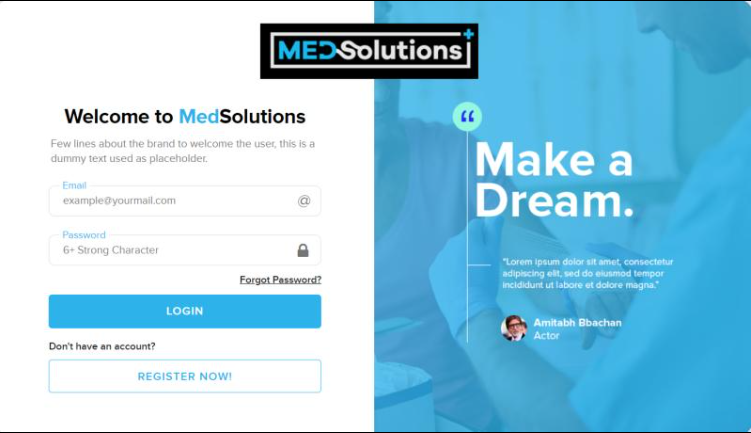 MEDSolutions
Welcome to MedSolutions
Few lines about the brand to welcome the user, this is a
dummy text used as placeholder.
Email
example@yourmail.com @
Password
6+ Strong Character
Forgot Password?
LOGIN
Don't have an account?
REGISTER NOW!
“
Make a
Dream.
"Lorem ipsum dolor sit amet, consectetur
adipiscing elit, sed do eiusmod tempor
incididunt ut labore et dolore magna."
Amitabh Bbachan
Actor